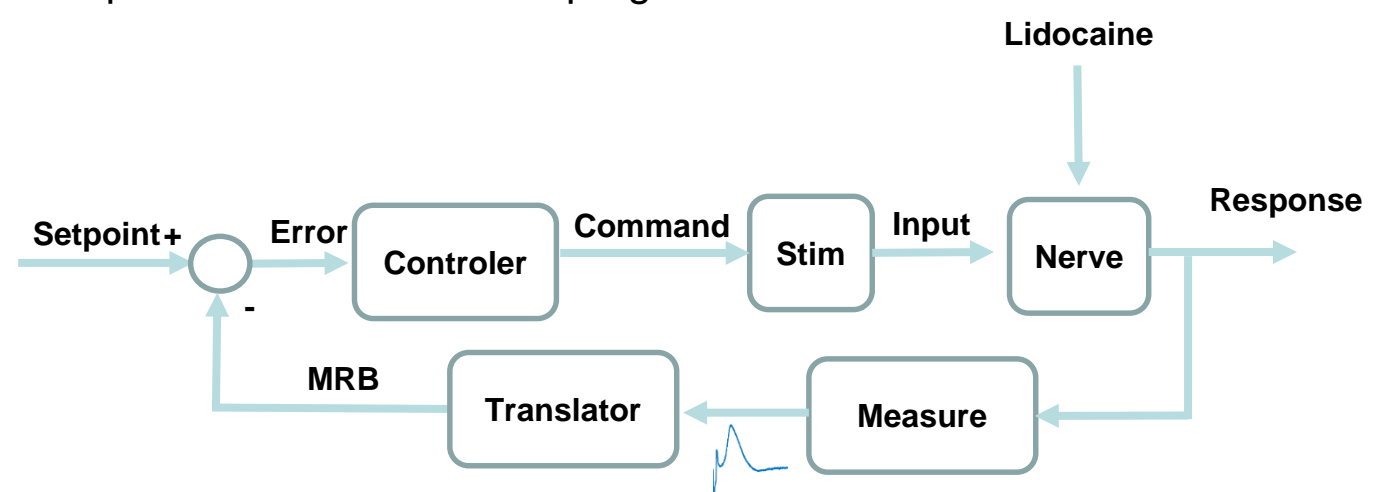 Lidocaine
Response
Setpoint+
Error
Command
Input
Controler
Stim
Nerve
-
MRB
Translator
Measure